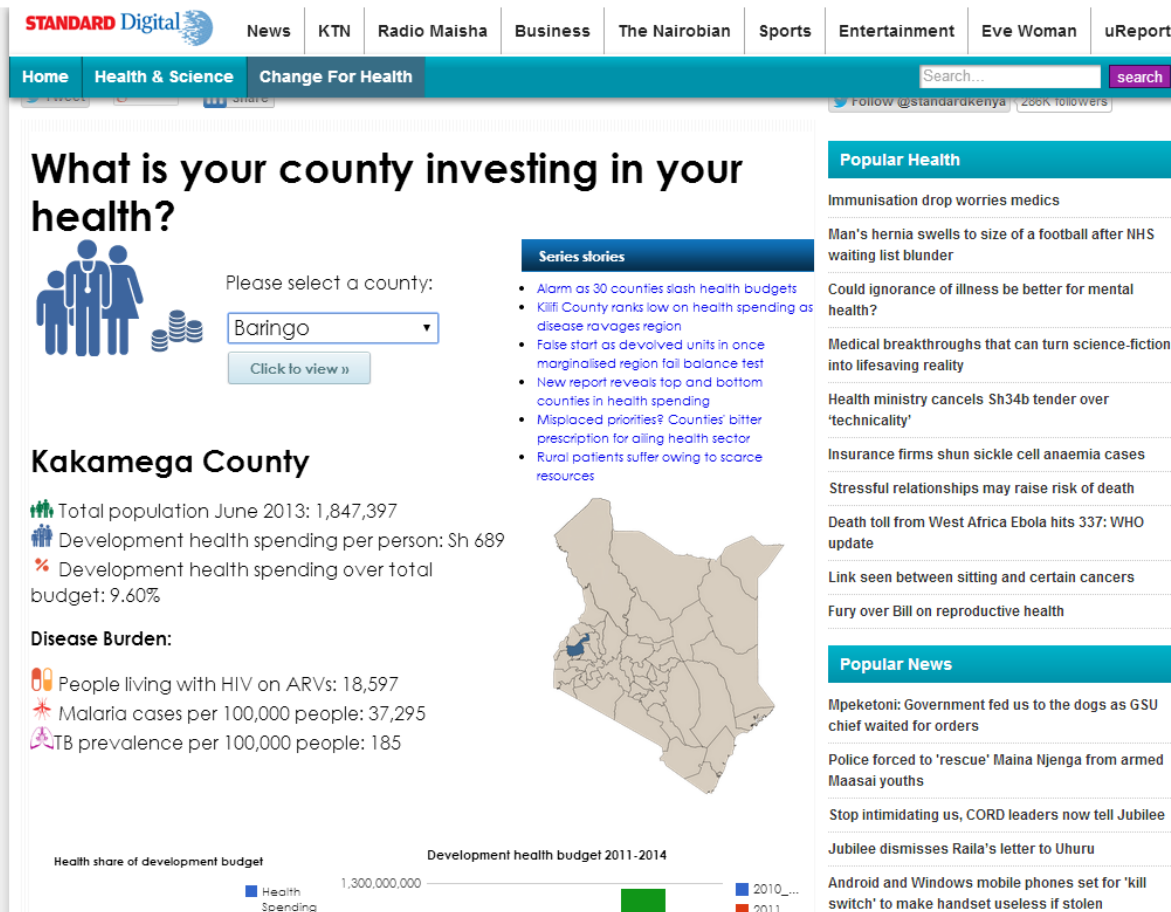 STANDARD Digital
News
KTN
Radio Maisha
Business
The Nairobian
Sports
Entertainment
Eve Woman
uReport
Home
Health & Science
Change For Health
Search...
search
Tweet
Share
Follow @standardkenya
286K followers
What is your county investing in your
health?
Please select a county:
Baringo
Click to view »
Series stories
Alarm as 30 counties slash health budgets
Kilifi County ranks low on health spending as
disease ravages region
False start as devolved units in once
marginalised region fail balance test
New report reveals top and bottom
counties in health spending
Misplaced priorities? Counties' bitter
prescription for ailing health sector
Rural patients suffer owing to scarce
resources
Kakamega County
Total population June 2013: 1,847,397
Development health spending per person: Sh 689
Development health spending over total
budget: 9.60%
Disease Burden:
People living with HIV on ARVs: 18,597
Malaria cases per 100,000 people: 37,295
TB prevalence per 100,000 people: 185
Health share of development budget
Health
Spending
Development health budget 2011-2014
1,300,000,000
2010_...
2011
Popular Health
Immunisation drop worries medics
Man's hernia swells to size of a football after NHS
waiting list blunder
Could ignorance of illness be better for mental
health?
Medical breakthroughs that can turn science-fiction
into lifesaving reality
Health ministry cancels Sh34b tender over
‘technicality’
Insurance firms shun sickle cell anaemia cases
Stressful relationships may raise risk of death
Death toll from West Africa Ebola hits 337: WHO
update
Link seen between sitting and certain cancers
Fury over Bill on reproductive health
Popular News
Mpeketoni: Government fed us to the dogs as GSU
chief waited for orders
Police forced to 'rescue' Maina Njenga from armed
Maasai youths
Stop intimidating us, CORD leaders now tell Jubilee
Jubilee dismisses Raila's letter to Uhuru
Android and Windows mobile phones set for 'kill
switch' to make handset useless if stolen